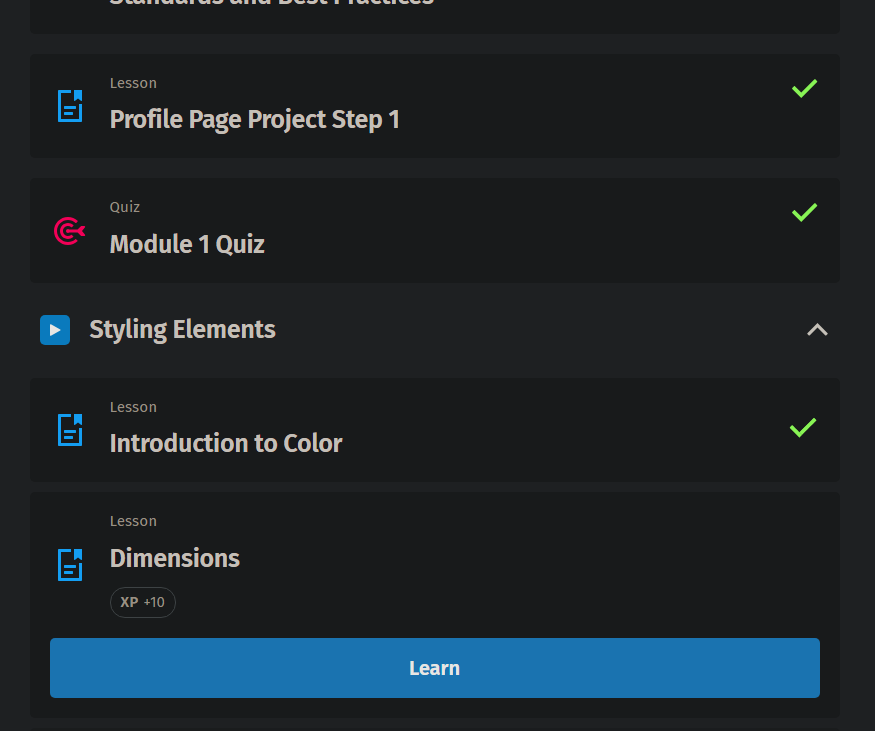 Standards and Best Practices
Lesson
Profile Page Project Step 1
Quiz
Module 1 Quiz
Styling Elements
Lesson
Introduction to Color
Lesson
Dimensions
XP +10
Learn